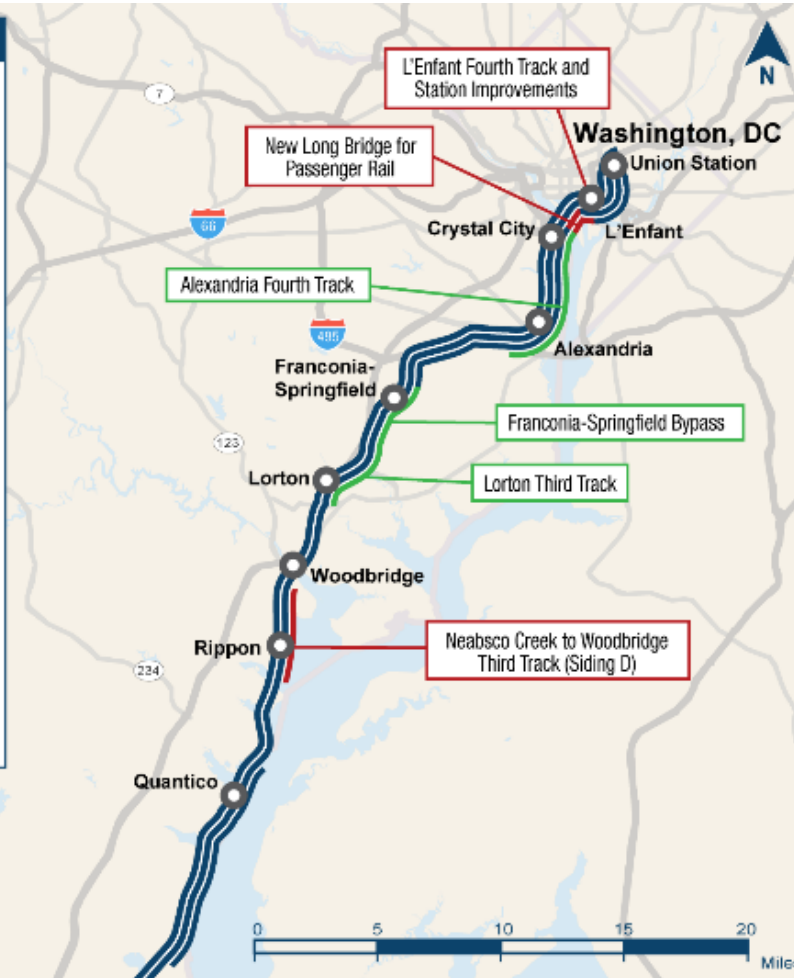 L'Enfant Fourth Track and
Station Improvements
N
7
Washington, DC
New Long Bridge for
Passenger Rail
Union Station
66
Crystal City
L'Enfant
Alexandria Fourth Track
495
Alexandria
Franconia-
Springfield
Franconia-Springfield Bypass
123
Lorton
Lorton Third Track
Woodbridge
Rippon
Neabsco Creek to Woodbridge
Third Track (Siding D)
234
Quantico
0 5 10 15 20
Mile